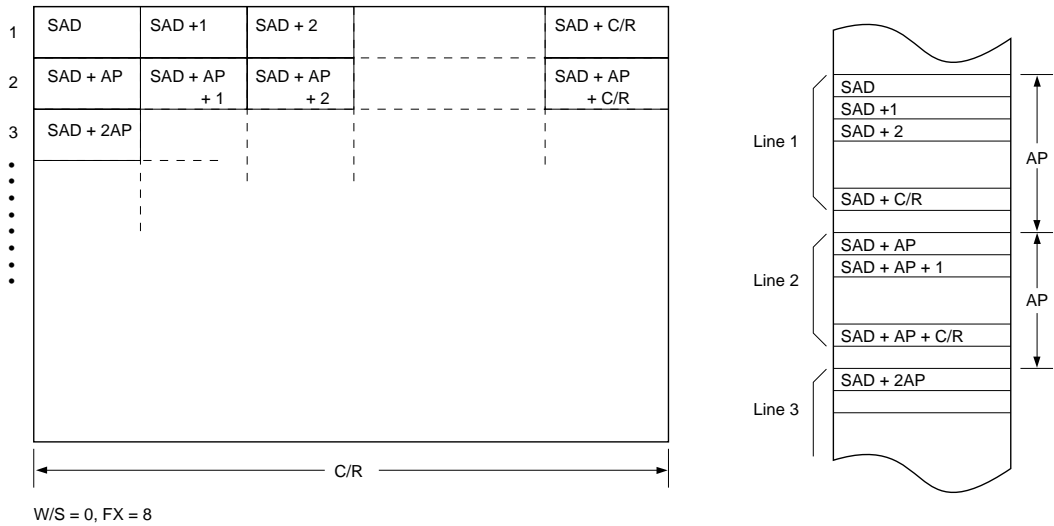 1 SAD SAD +1 SAD + 2 SAD + C/R
2 SAD + AP SAD + AP + 1 SAD + AP + 2 SAD + AP + C/R
3 SAD + 2AP
C/R
W/S = 0, FX = 8
Line 1
SAD
SAD +1
SAD + 2
SAD + C/R
AP
Line 2
SAD + AP
SAD + AP + 1
SAD + AP + C/R
AP
Line 3
SAD + 2AP